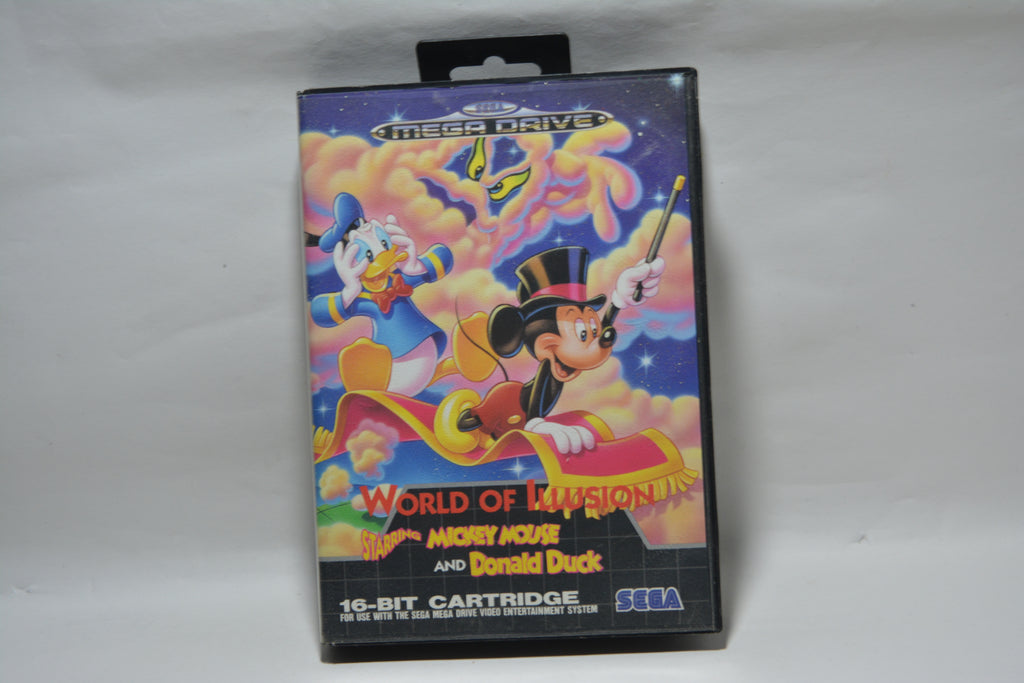 SEGA
MEGA DRIVE
WORLD OF ILLUSION
STARRING MICKEY MOUSE
AND Donald Duck
16-BIT CARTRIDGE
FOR USE WITH THE SEGA MEGA DRIVE VIDEO ENTERTAINMENT SYSTEM
SEGA